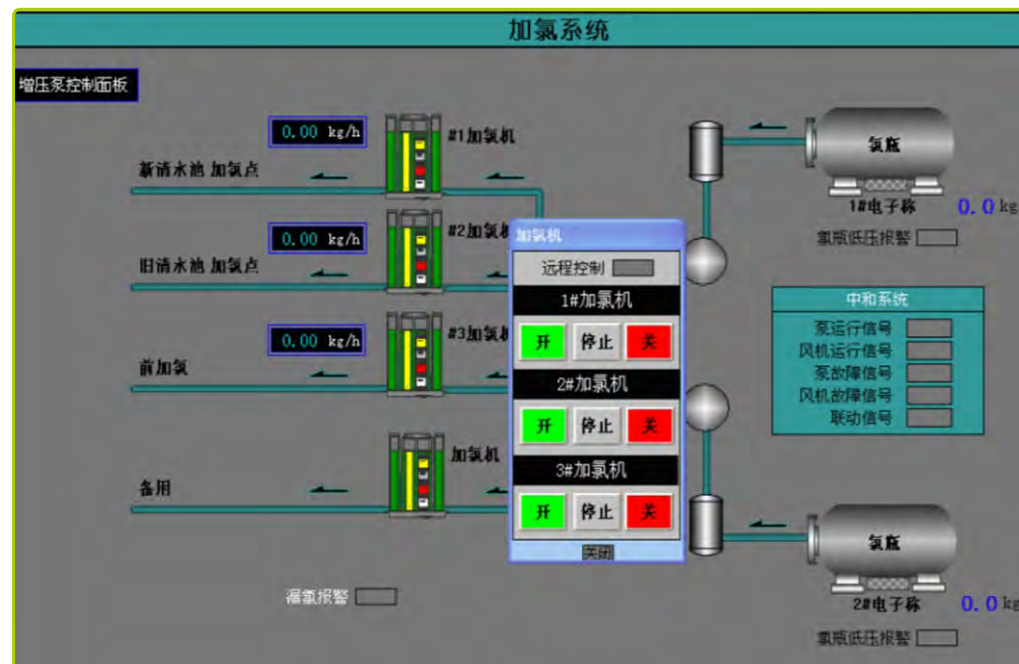 加氯系统
增压泵控制面板
0.00 kg/h
#1加氯机
新清水池 加氯点
0.00 kg/h
#2加氯机
旧清水池 加氯点
0.00 kg/h
#3加氯机
前加氯
加氯机
备用
漏氯报警
加氯机
远程控制
1#加氯机
开 停止 关
2#加氯机
开 停止 关
3#加氯机
开 停止 关
关闭
氯瓶
1#电子称 0.0 kg
氯瓶低压报警
中和系统
泵运行信号
风机运行信号
泵故障信号
风机故障信号
联动信号
氯瓶
2#电子称 0.0 kg
氯瓶低压报警